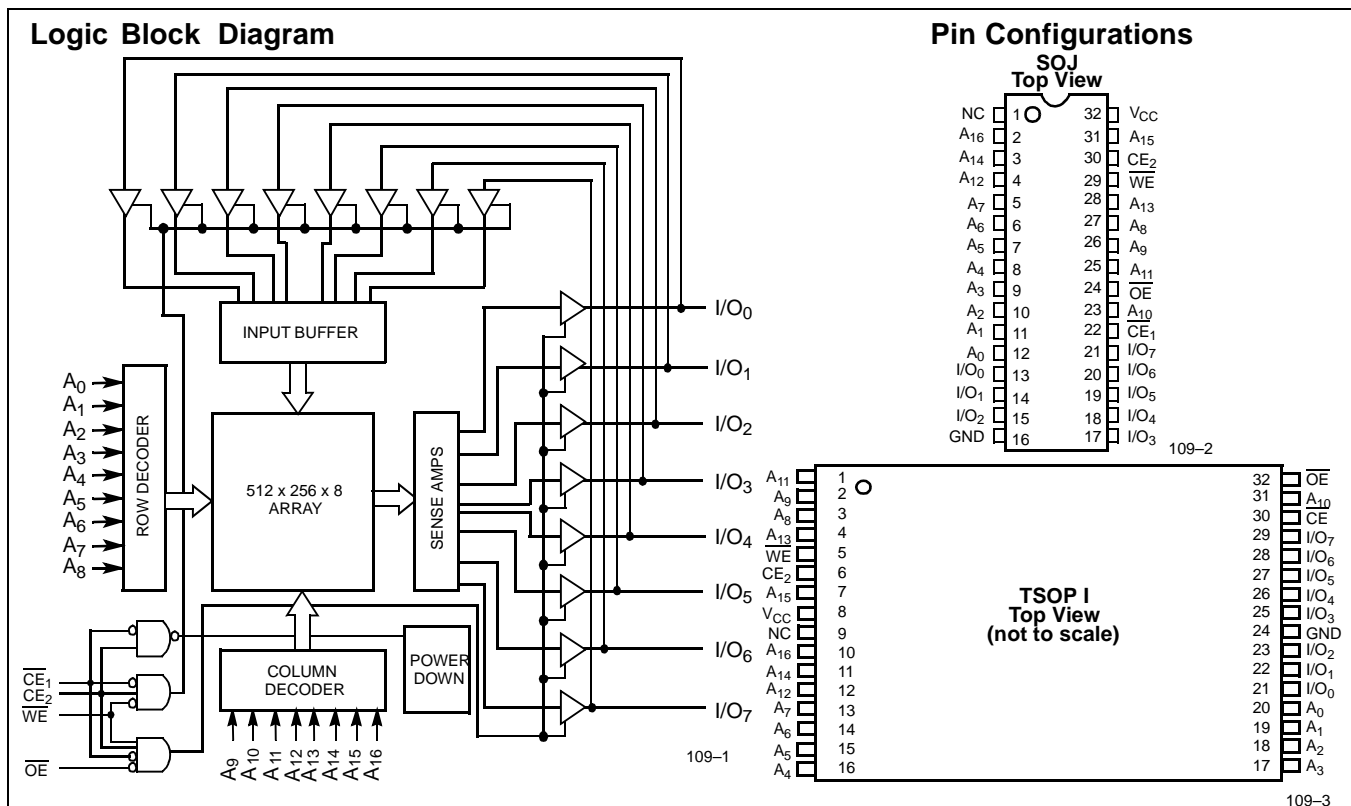 Logic Block Diagram
INPUT BUFFER
A0
A1
A2
A3
A4
A5
A6
A7
A8
ROW DECODER
512 x 256 x 8
ARRAY
SENSE AMPS
I/O0
I/O1
I/O2
I/O3
I/O4
I/O5
I/O6
I/O7
COLUMN
DECODER
POWER
DOWN
CE1
CE2
WE
OE
A9
A10
A11
A12
A13
A14
A15
A16
109–1
Pin Configurations
SOJ
Top View
NC 1 32 VCC
A16 2 31 A15
A14 3 30 CE2
A12 4 29 WE
A7 5 28 A13
A6 6 27 A8
A5 7 26 A9
A4 8 25 A11
A3 9 24 OE
A2 10 23 A10
A1 11 22 CE1
A0 12 21 I/O7
I/O0 13 20 I/O6
I/O1 14 19 I/O5
I/O2 15 18 I/O4
GND 16 17 I/O3
109–2
A11 1 32 OE
A9 2 31 A10
A8 3 30 CE
A13 4 29 I/O7
WE 5 28 I/O6
CE2 6 27 I/O5
A15 7 26 I/O4
VCC 8 25 I/O3
NC 9 24 GND
A16 10 23 I/O2
A14 11 22 I/O1
A12 12 21 I/O0
A7 13 20 A0
A6 14 19 A1
A5 15 18 A2
A4 16 17 A3
TSOP I
Top View
(not to scale)
109–3